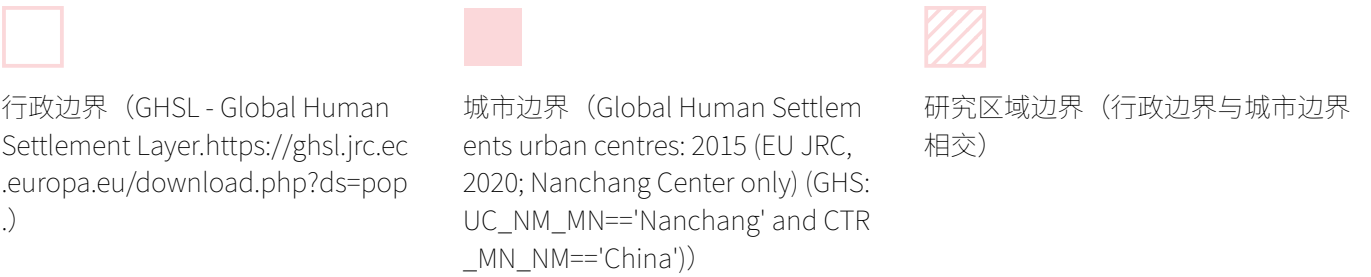 行政边界（GHSL - Global Human
Settlement Layer.https://ghsl.jrc.ec
.europa.eu/download.php?ds=pop
.）
城市边界（Global Human Settlem
ents urban centres: 2015 (EU JRC,
2020; Nanchang Center only) (GHS:
UC_NM_MN=='Nanchang' and CTR
_MN_NM=='China')）
研究区域边界（行政边界与城市边界
相交）